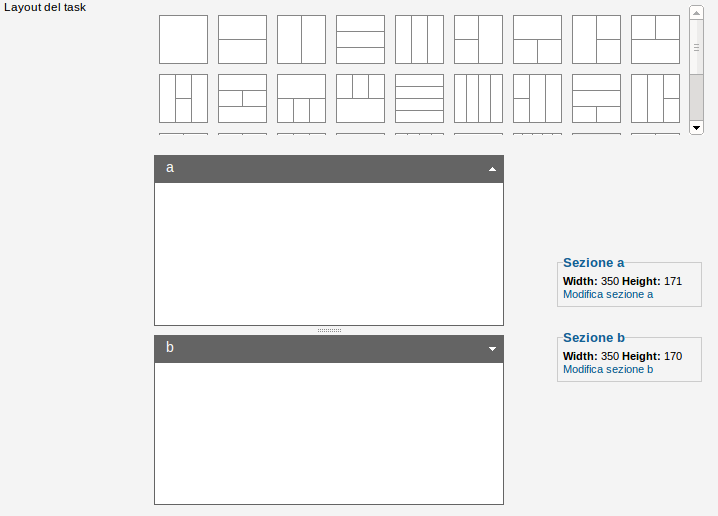 Layout del task
a
b
Sezione a
Width: 350 Height: 171
Modifica sezione a
Sezione b
Width: 350 Height: 170
Modifica sezione b